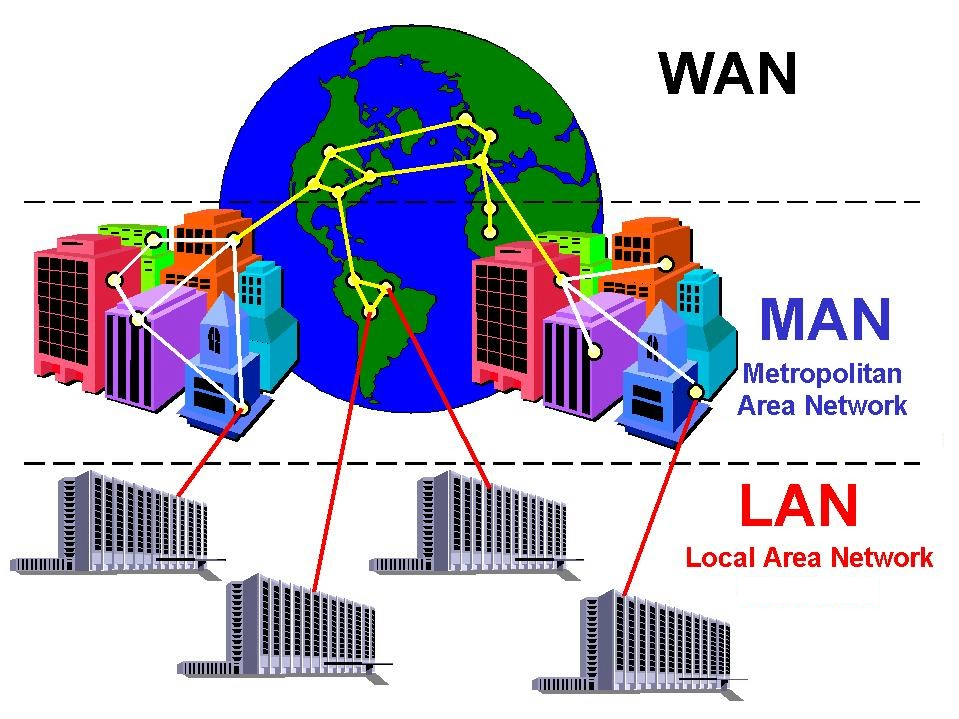 WAN
MAN
Metropolitan
Area Network
LAN
Local Area Network